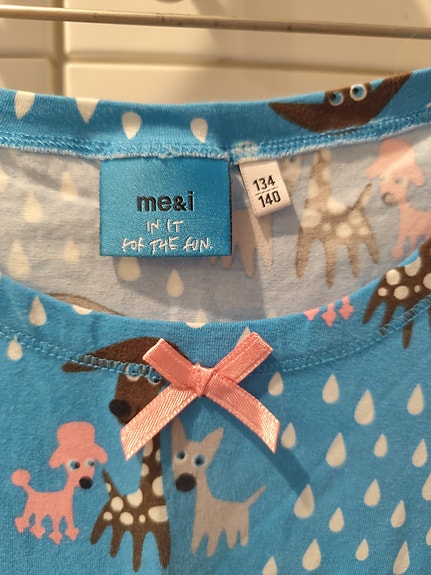 me&i
IN IT
FOR THE FUN.
134
140